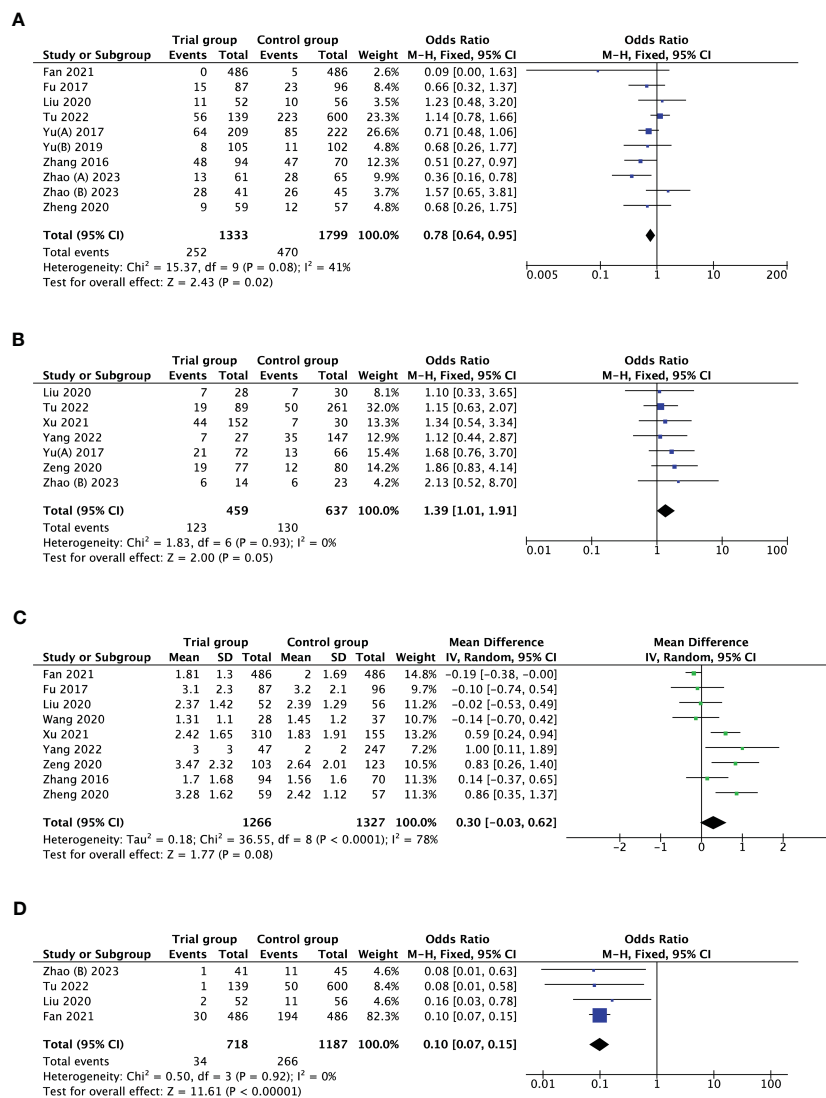 A
Trial group Control group Odds Ratio Odds Ratio
Study or Subgroup Events Total Events Total Weight M-H, Fixed, 95% CI M-H, Fixed, 95% CI
Fan 2021 0 486 5 486 2.6% 0.09 [0.00, 1.63]
Fu 2017 15 87 23 96 8.4% 0.66 [0.32, 1.37]
Liu 2020 11 52 10 56 3.5% 1.23 [0.48, 3.20]
Tu 2022 56 139 223 600 23.3% 1.14 [0.78, 1.66]
Yu(A) 2017 64 209 85 222 26.6% 0.71 [0.48, 1.06]
Yu(B) 2019 8 105 11 102 4.8% 0.68 [0.26, 1.77]
Zhang 2016 48 94 47 70 12.3% 0.51 [0.27, 0.97]
Zhao (A) 2023 13 61 28 65 9.9% 0.36 [0.16, 0.78]
Zhao (B) 2023 28 41 26 45 3.7% 1.57 [0.65, 3.81]
Zheng 2020 9 59 12 57 4.8% 0.68 [0.26, 1.75]
Total (95% CI) 1333 1799 100.0% 0.78 [0.64, 0.95]
Total events 252 470
Heterogeneity: Chi² = 15.37, df = 9 (P = 0.08); I² = 41%
Test for overall effect: Z = 2.43 (P = 0.02)
0.005 0.1 1 10 200
B
Trial group Control group Odds Ratio Odds Ratio
Study or Subgroup Events Total Events Total Weight M-H, Fixed, 95% CI M-H, Fixed, 95% CI
Liu 2020 7 28 7 30 8.1% 1.10 [0.33, 3.65]
Tu 2022 19 89 50 261 32.0% 1.15 [0.63, 2.07]
Xu 2021 44 152 7 30 13.3% 1.34 [0.54, 3.34]
Yang 2022 7 27 35 147 12.9% 1.12 [0.44, 2.87]
Yu(A) 2017 21 72 13 66 15.4% 1.68 [0.76, 3.70]
Zeng 2020 19 77 12 80 14.2% 1.86 [0.83, 4.14]
Zhao (B) 2023 6 14 6 23 4.2% 2.13 [0.52, 8.70]
Total (95% CI) 459 637 100.0% 1.39 [1.01, 1.91]
Total events 123 130
Heterogeneity: Chi² = 1.83, df = 6 (P = 0.93); I² = 0%
Test for overall effect: Z = 2.00 (P = 0.05)
0.01 0.1 1 10 100
C
Trial group Control group Mean Difference Mean Difference
Study or Subgroup Mean SD Total Mean SD Total Weight IV, Random, 95% CI IV, Random, 95% CI
Fan 2021 1.81 1.3 486 2 1.69 486 14.8% -0.19 [-0.38, -0.00]
Fu 2017 3.1 2.3 87 3.2 2.1 96 9.7% -0.10 [-0.74, 0.54]
Liu 2020 2.37 1.42 52 2.39 1.29 56 11.5% -0.02 [-0.53, 0.49]
Wang 2020 1.31 1.1 28 1.45 1.2 37 10.7% -0.14 [-0.70, 0.42]
Xu 2021 2.42 1.65 310 1.83 1.91 155 13.4% 0.59 [0.24, 0.94]
Yang 2022 3 3 47 2 2 247 7.2% 1.00 [0.11, 1.89]
Zeng 2020 3.47 2.32 103 2.64 2.01 123 10.5% 0.83 [0.26, 1.40]
Zhang 2016 1.7 1.68 94 1.56 1.6 70 11.3% 0.14 [-0.37, 0.65]
Zheng 2020 3.28 1.62 59 2.42 1.12 57 11.4% 0.86 [0.35, 1.37]
Total (95% CI) 1266 1327 100.0% 0.30 [-0.03, 0.62]
Heterogeneity: Tau² = 0.18; Chi² = 36.55, df = 8 (P < 0.0001); I² = 78%
Test for overall effect: Z = 1.77 (P = 0.08)
-2 -1 0 1 2
D
Trial group Control group Odds Ratio Odds Ratio
Study or Subgroup Events Total Events Total Weight M-H, Fixed, 95% CI M-H, Fixed, 95% CI
Zhao (B) 2023 1 41 11 45 4.6% 0.08 [0.01, 0.63]
Tu 2022 1 139 50 600 8.4% 0.08 [0.01, 0.58]
Liu 2020 2 52 11 56 4.6% 0.16 [0.03, 0.78]
Fan 2021 30 486 194 486 82.3% 0.10 [0.07, 0.15]
Total (95% CI) 718 1187 100.0% 0.10 [0.07, 0.15]
Total events 34 266
Heterogeneity: Chi² = 0.50, df = 3 (P = 0.92); I² = 0%
Test for overall effect: Z = 11.61 (P < 0.00001)
0.01 0.1 1 10 100